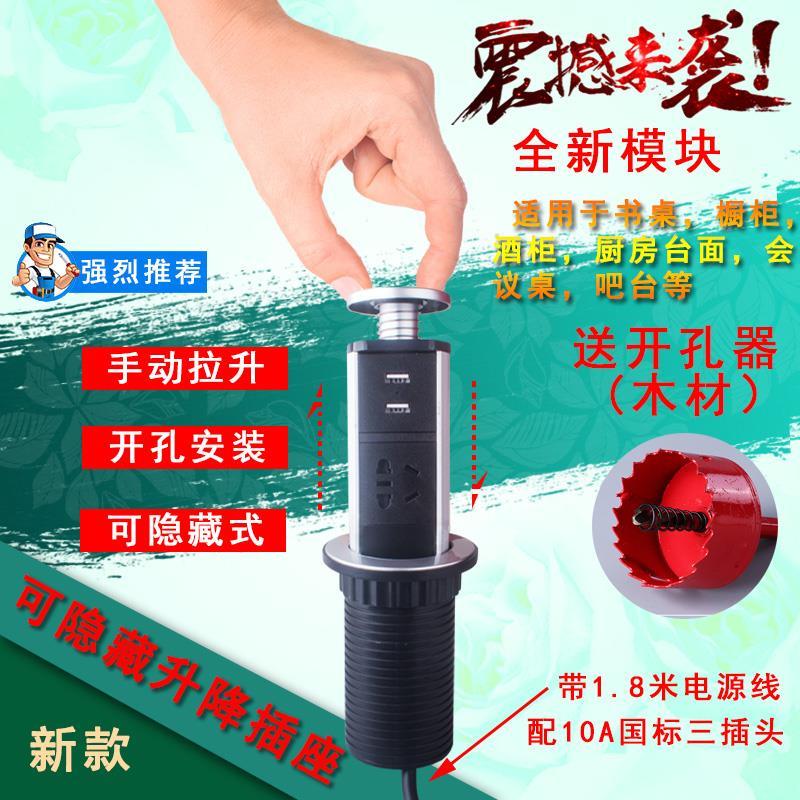 震撼来袭！
全新模块
适用于书桌，橱柜，
酒柜，厨房台面，会
议桌，吧台等
强烈推荐
手动拉升
开孔安装
可隐藏式
送开孔器
（木材）
可隐藏升降插座
新款
带1.8米电源线
配10A国标三插头